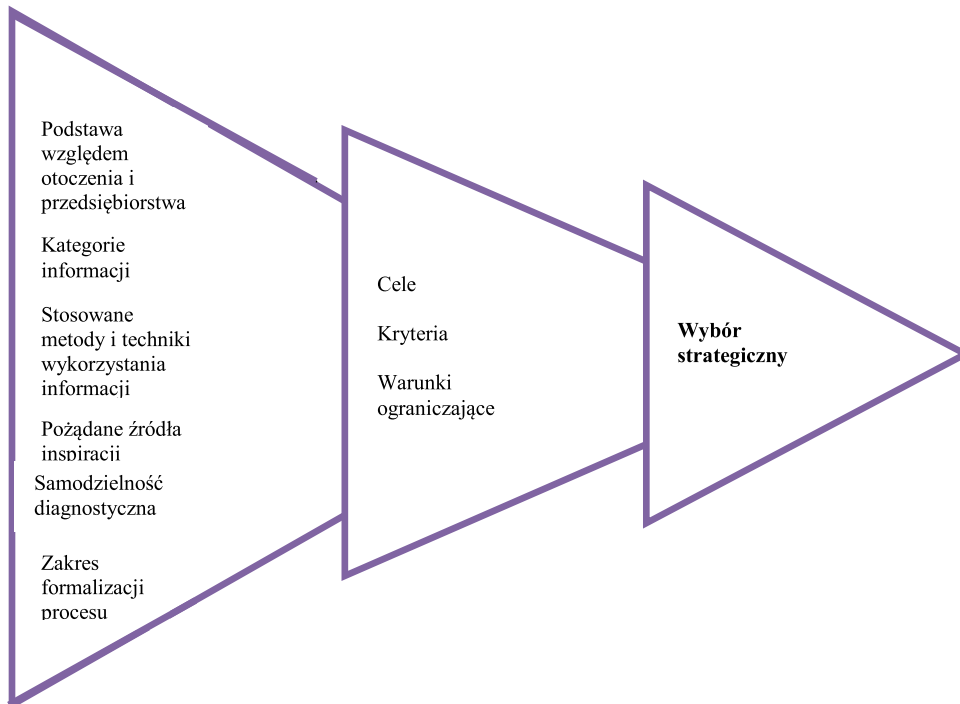 Podstawa
względem
otoczenia i
przedsiębiorstwa
Kategorie
informacji
Stosowane
metody i techniki
wykorzystania
informacji
Pożądane źródła
inspiracji
Samodzielność
diagnostyczna
Zakres
formalizacji
procesu
Cele
Kryteria
Warunki
ograniczające
Wybór
strategiczny